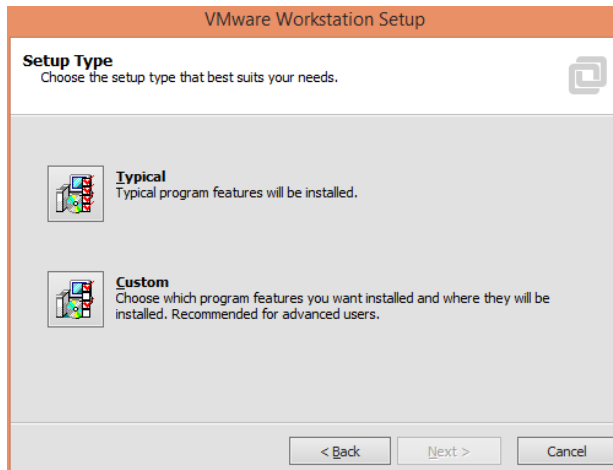 VMware Workstation Setup
Setup Type
Choose the setup type that best suits your needs.
Typical
Typical program features will be installed.
Custom
Choose which program features you want installed and where they will be
installed. Recommended for advanced users.
< Back
Next >
Cancel